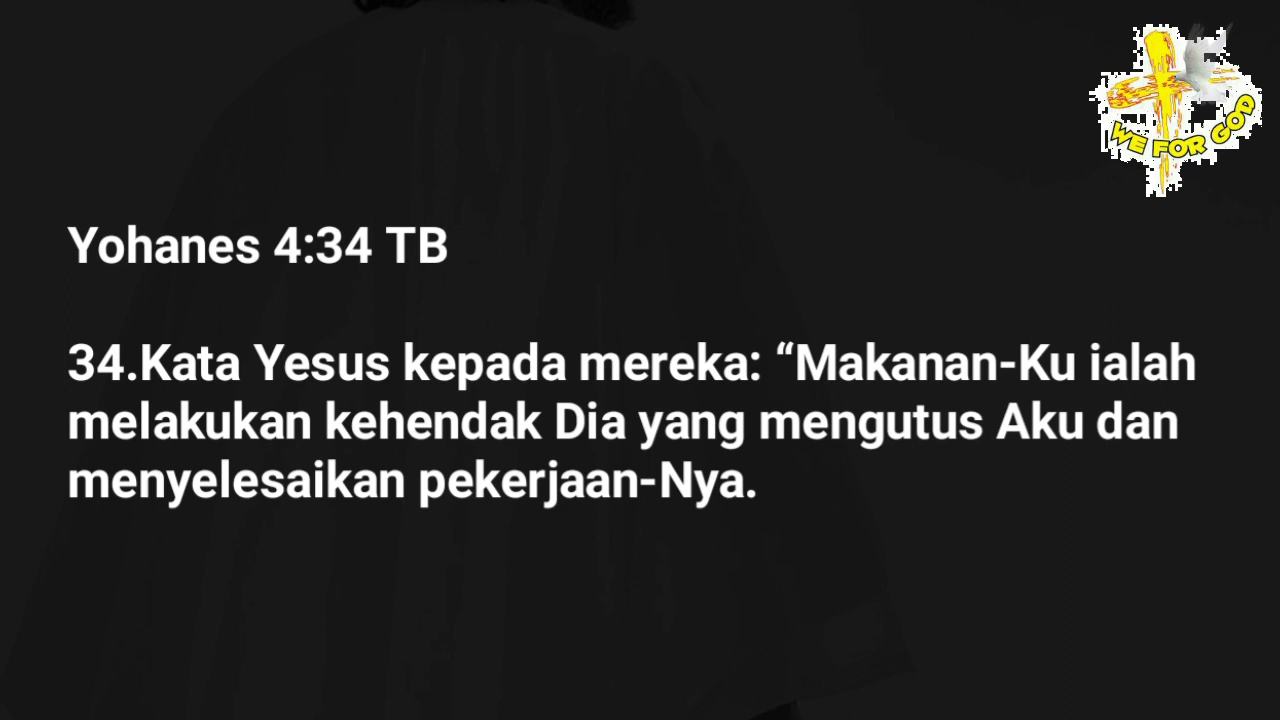 WE FOR GOD
Yohanes 4:34 TB
34.Kata Yesus kepada mereka: “Makanan-Ku ialah
melakukan kehendak Dia yang mengutus Aku dan
menyelesaikan pekerjaan-Nya.